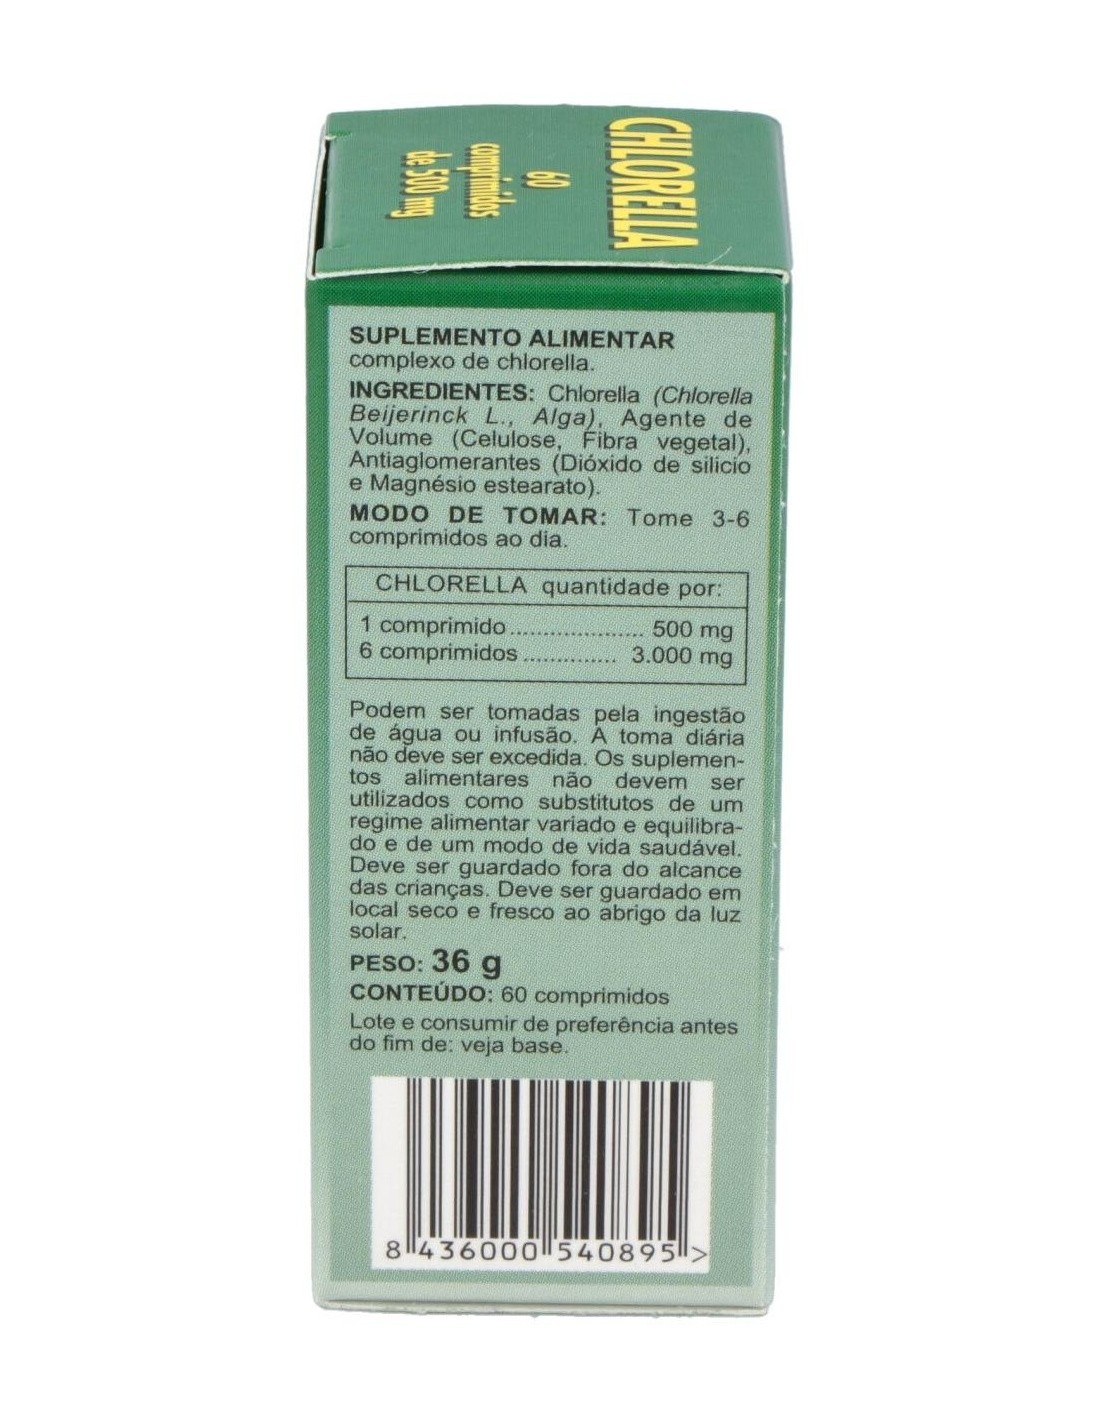 CHLORELLA
60
comprimidos
de 500 mg
SUPLEMENTO ALIMENTAR
complexo de chlorella.
INGREDIENTES: Chlorella (Chlorella
Beijerinck L., Alga), Agente de
Volume (Celulose, Fibra vegetal),
Antiaglomerantes (Dióxido de silicio
e Magnésio estearato).
MODO DE TOMAR: Tome 3-6
comprimidos ao dia.
CHLORELLA quantidade por:
1 comprimido ..................... 500 mg
6 comprimidos .............. 3.000 mg
Podem ser tomadas pela ingestão
de água ou infusão. A toma diária
não deve ser excedida. Os suplemen-
tos alimentares não devem ser
utilizados como substitutos de um
regime alimentar variado e equilibra-
do e de um modo de vida saudável.
Deve ser guardado fora do alcance
das crianças. Deve ser guardado em
local seco e fresco ao abrigo da luz
solar.
PESO: 36 g
CONTEÚDO: 60 comprimidos
Lote e consumir de preferência antes
do fim de: veja base.
8 436000 540895 >